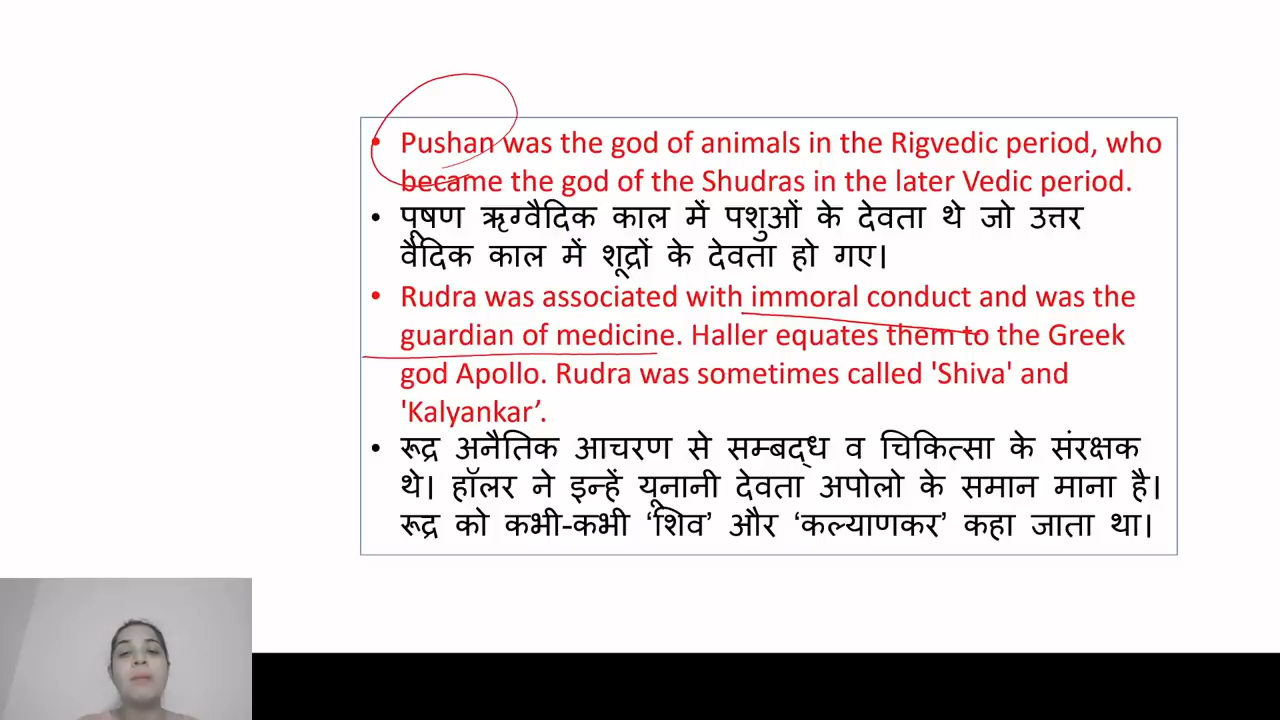 • Pushan was the god of animals in the Rigvedic period, who
became the god of the Shudras in the later Vedic period.
• पूषण ऋग्वैदिक काल में पशुओं के देवता थे जो उत्तर
वैदिक काल में शूद्रों के देवता हो गए।
• Rudra was associated with immoral conduct and was the
guardian of medicine. Haller equates them to the Greek
god Apollo. Rudra was sometimes called 'Shiva' and
'Kalyankar’.
• रूद्र अनैतिक आचरण से सम्बद्ध व चिकित्सा के संरक्षक
थे। हॉलर ने इन्हें यूनानी देवता अपोलो के समान माना है।
रूद्र को कभी-कभी ‘शिव’ और ‘कल्याणकर’ कहा जाता था।